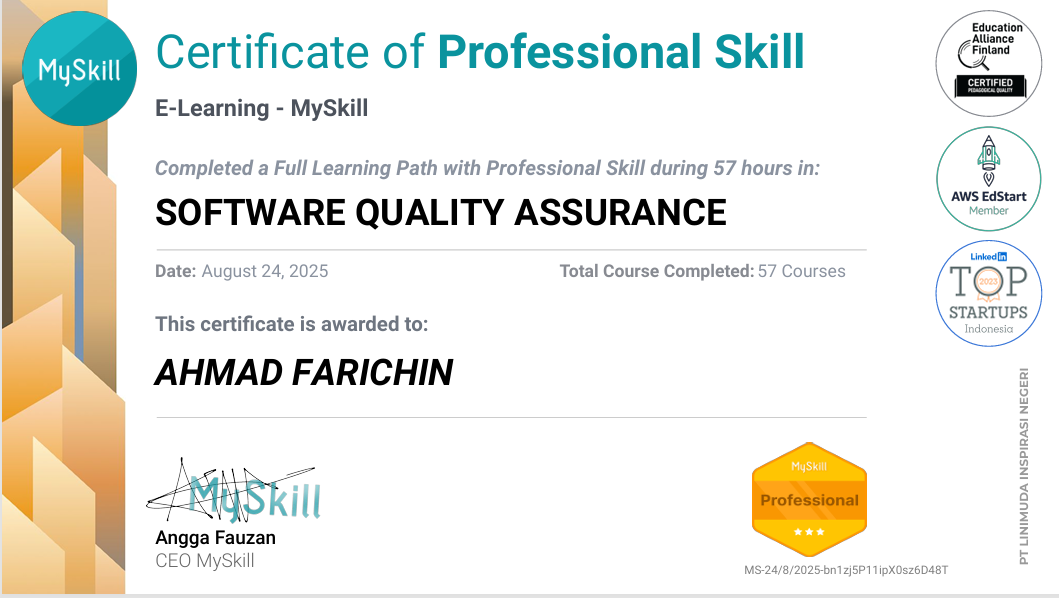 MySkill
Certificate of Professional Skill
E-Learning - MySkill
Completed a Full Learning Path with Professional Skill during 57 hours in:
SOFTWARE QUALITY ASSURANCE
Date: August 24, 2025
Total Course Completed: 57 Courses
This certificate is awarded to:
AHMAD FARICHIN
MySkill
Angga Fauzan
CEO MySkill
MySkill
Professional
MS-24/8/2025-bn1zj5P11ipX0sz6D48T
Education
Alliance
Finland
CERTIFIED
PEDAGOGICAL QUALITY
AWS EdStart
Member
LinkedIn
TOP
2023
STARTUPS
Indonesia
PT LINIMUDA INSPIRASI NEGERI